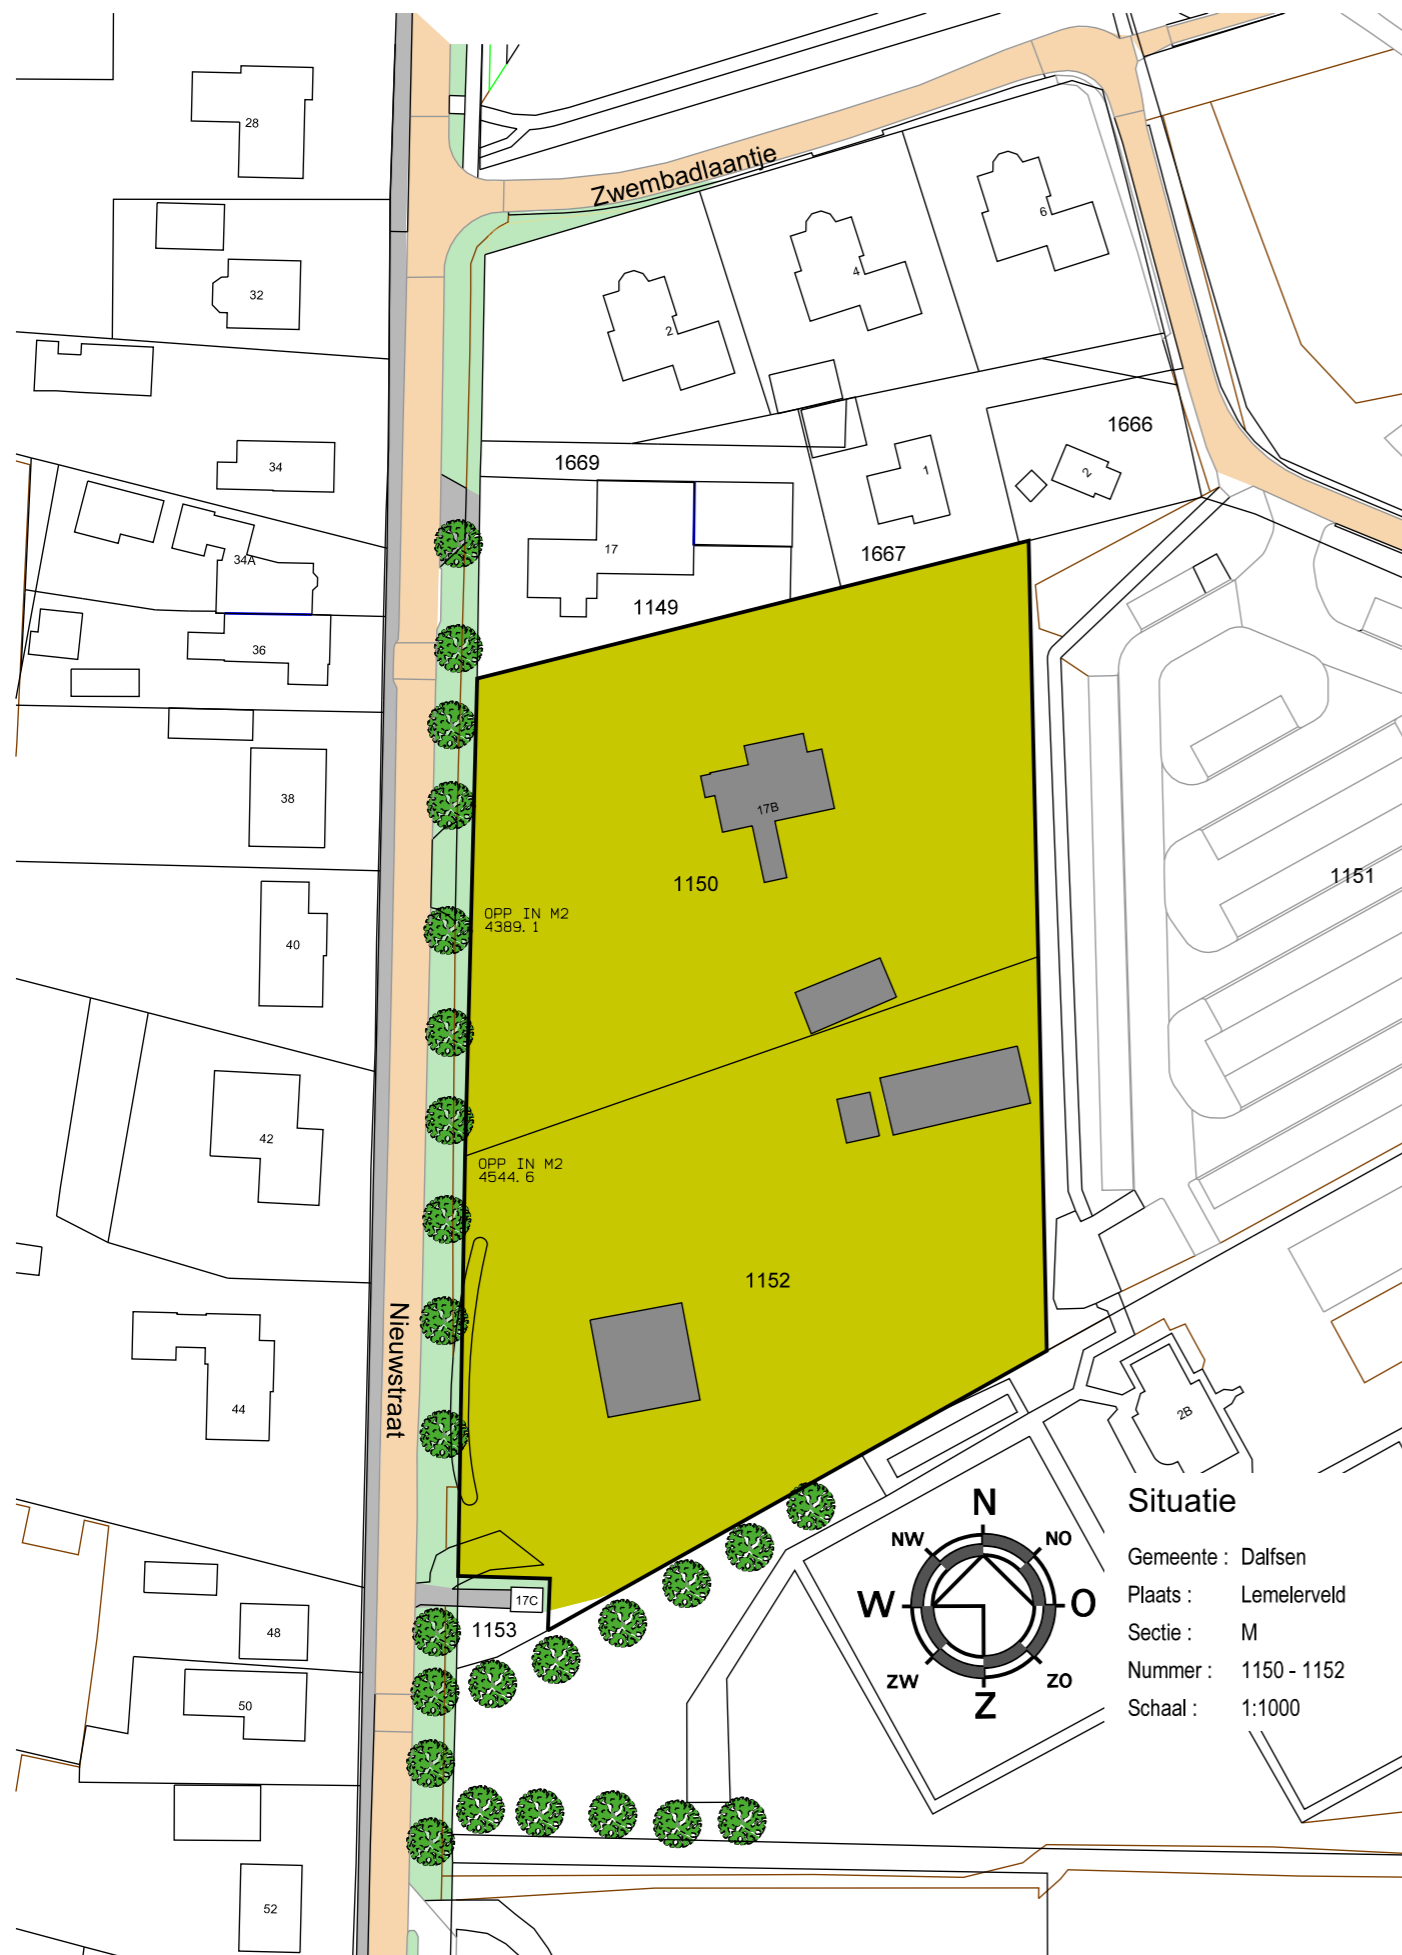 28
Zwembadlaantje
6
4
32
2
1666
34
1669
1
2
17
34A
1667
1149
36
38
17B
1151
1150
OPP IN M2
4389.1
40
42
OPP IN M2
4544.6
1152
Nieuwstraat
44
2B
17C
1153
48
50
52
N
NO
O
ZO
Z
ZW
W
NW
Situatie
Gemeente : Dalfsen
Plaats : Lemelerveld
Sectie : M
Nummer : 1150 - 1152
Schaal : 1:1000